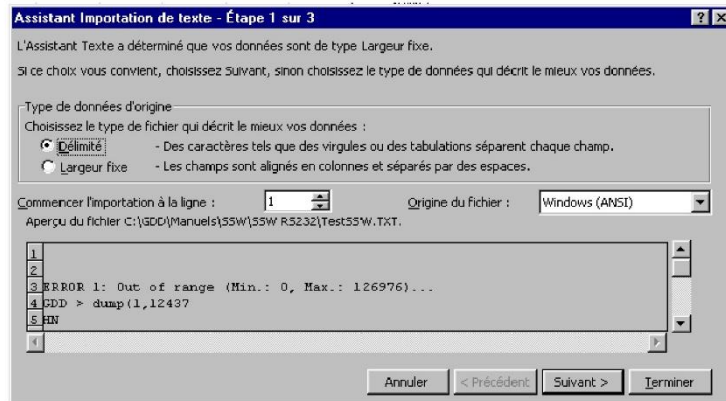 Assistant Importation de texte - Étape 1 sur 3
L'Assistant Texte a déterminé que vos données sont de type Largeur fixe.
Si ce choix vous convient, choisissez Suivant, sinon choisissez le type de données qui décrit le mieux vos données.
Type de données d'origine
Choisissez le type de fichier qui décrit le mieux vos données :
Délimité - Des caractères tels que des virgules ou des tabulations séparent chaque champ.
Largeur fixe - Les champs sont alignés en colonnes et séparés par des espaces.
Commencer l'importation à la ligne : 1 Origine du fichier : Windows (ANSI)
Aperçu du fichier C:\GDD\Manuels\SSW\SSW RS232\TestSSW.TXT.
1
2
3 ERROR 1: Out of range (Min.: 0, Max.: 126976)...
4 GDD > dump(1,12437
5 HN
Annuler < Précédent Suivant > Terminer